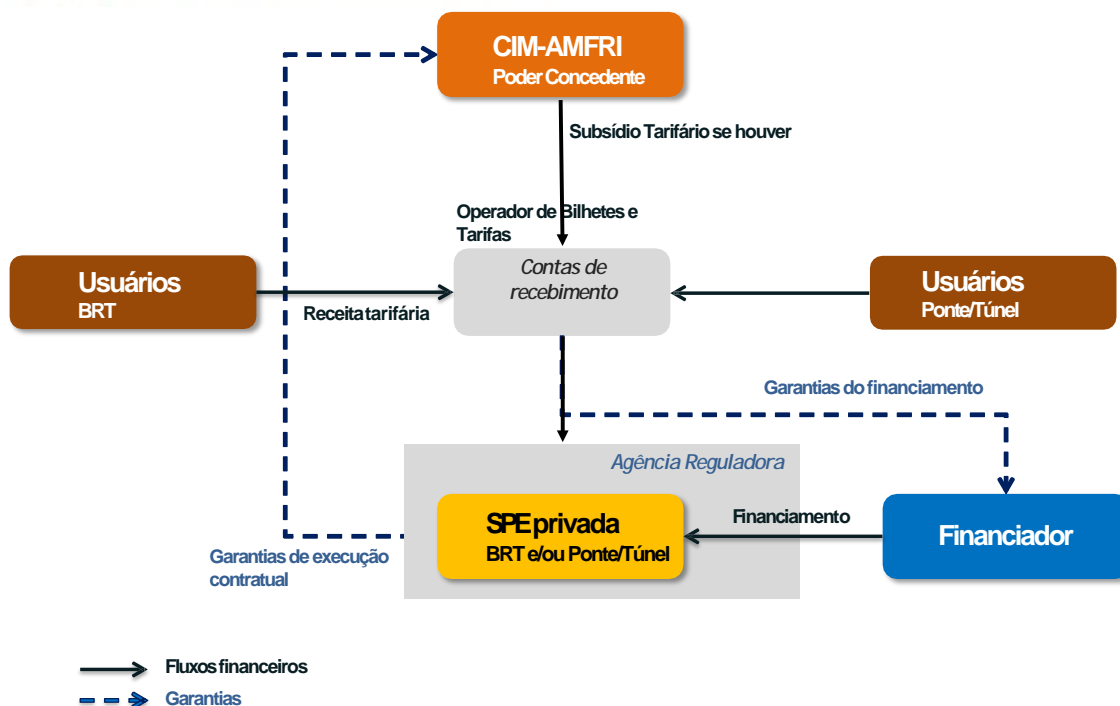 CIM-AMFRI
Poder Concedente
Subsídio Tarifário se houver
Operador de Bilhetes e
Tarifas
Contas de
recebimento
Usuários
BRT
Receita tarifária
Usuários
Ponte/Túnel
Garantias do financiamento
Agência Reguladora
SPE privada
BRT e/ou Ponte/Túnel
Financiamento
Financiador
Garantias de execução
contratual
Fluxos financeiros
Garantias